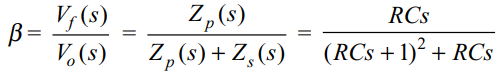 β = V_f(s) / V_o(s) = Z_p(s) / (Z_p(s) + Z_s(s)) = RCs / ((RCs + 1)² + RCs)